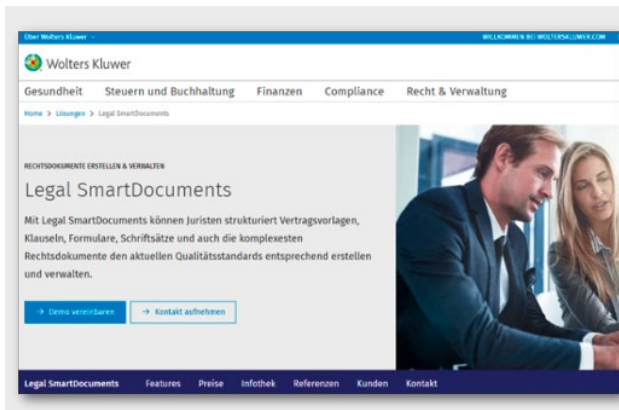 Über Wolters Kluwer
WILLKOMMEN BEI WOLTERSKLUWER.COM
Wolters Kluwer
Gesundheit Steuern und Buchhaltung Finanzen Compliance Recht & Verwaltung
Home > Lösungen > Legal SmartDocuments
RECHTSDOKUMENTE ERSTELLEN & VERWALTEN
Legal SmartDocuments
Mit Legal SmartDocuments können Juristen strukturiert Vertragsvorlagen,
Klauseln, Formulare, Schriftsätze und auch die komplexesten
Rechtsdokumente den aktuellen Qualitätsstandards entsprechend erstellen
und verwalten.
→ Demo vereinbaren → Kontakt aufnehmen
Legal SmartDocuments Features Preise Infothek Referenzen Kunden Kontakt